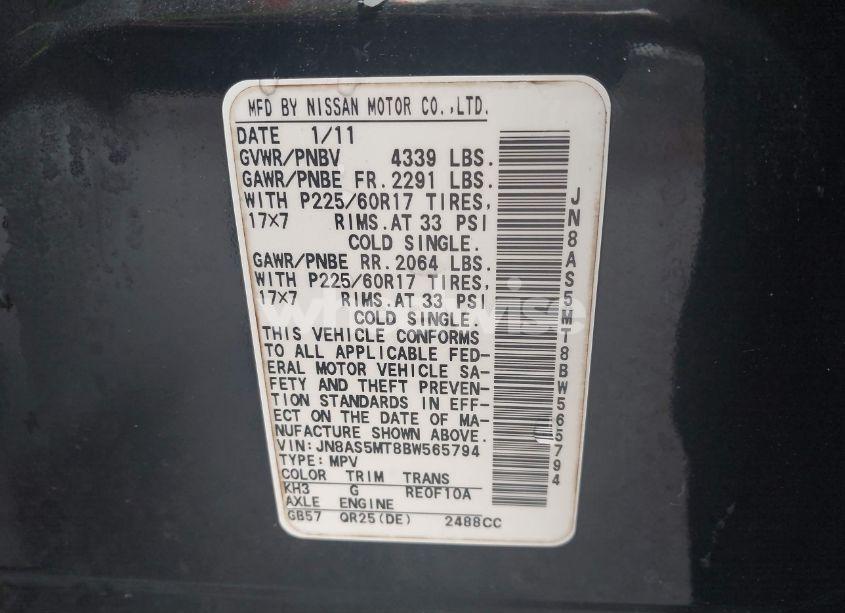 MFD BY NISSAN MOTOR CO.,LTD.
DATE 1/11
GVWR/PNBV 4339 LBS.
GAWR/PNBE FR. 2291 LBS.
WITH P225/60R17 TIRES,
17×7 RIMS.AT 33 PSI
COLD SINGLE.
GAWR/PNBE RR. 2064 LBS.
WITH P225/60R17 TIRES,
17×7 RIMS.AT 33 PSI
COLD SINGLE.
THIS VEHICLE CONFORMS
TO ALL APPLICABLE FED-
ERAL MOTOR VEHICLE SA-
FETY AND THEFT PREVEN-
TION STANDARDS IN EFF-
ECT ON THE DATE OF MA-
NUFACTURE SHOWN ABOVE.
VIN: JN8AS5MT8BW565794
TYPE: MPV
COLOR TRIM TRANS
KH3 G RE0F10A
AXLE ENGINE
GB57 QR25(DE) 2488CC
JN8AS5MT8BW565794